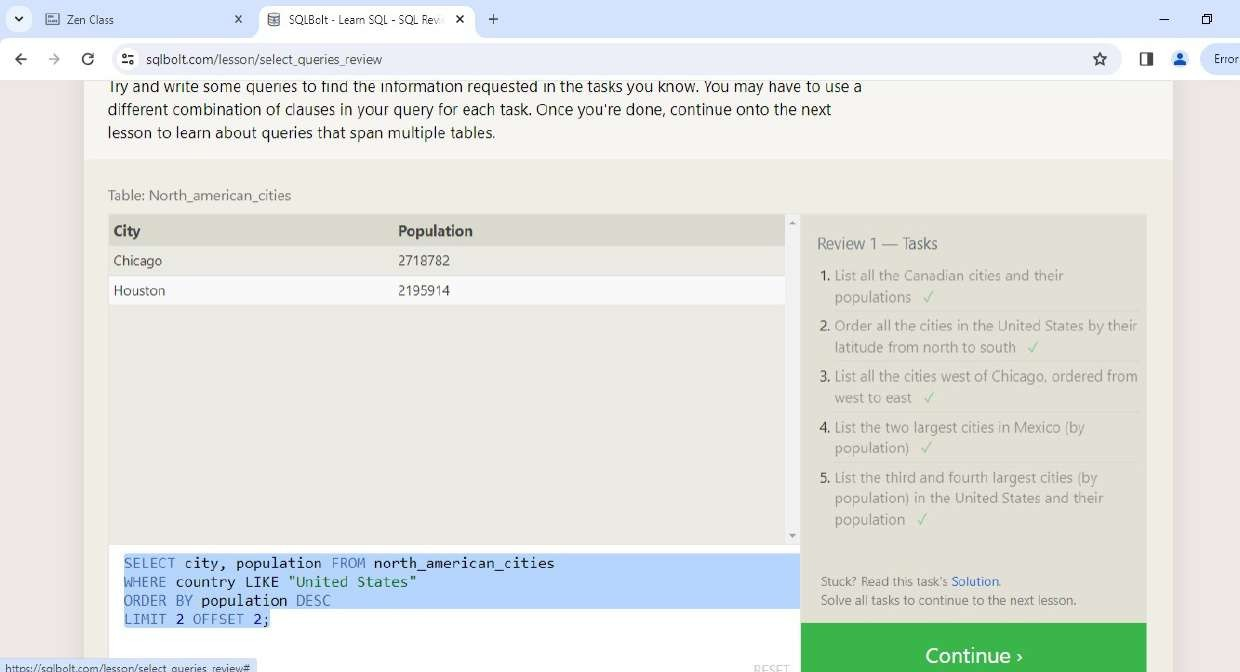 Zen Class
SQLBolt - Learn SQL - SQL Revi
sqlbolt.com/lesson/select_queries_review
Error
Try and write some queries to find the information requested in the tasks you know. You may have to use a
different combination of clauses in your query for each task. Once you're done, continue onto the next
lesson to learn about queries that span multiple tables.
Table: North_american_cities
City Population
Chicago 2718782
Houston 2195914
Review 1 — Tasks
1. List all the Canadian cities and their
populations ✓
2. Order all the cities in the United States by their
latitude from north to south ✓
3. List all the cities west of Chicago, ordered from
west to east ✓
4. List the two largest cities in Mexico (by
population) ✓
5. List the third and fourth largest cities (by
population) in the United States and their
population ✓
SELECT city, population FROM north_american_cities
WHERE country LIKE "United States"
ORDER BY population DESC
LIMIT 2 OFFSET 2;
Stuck? Read this task's Solution.
Solve all tasks to continue to the next lesson.
Continue ›
RESET
https://sqlbolt.com/lesson/select_queries_review#